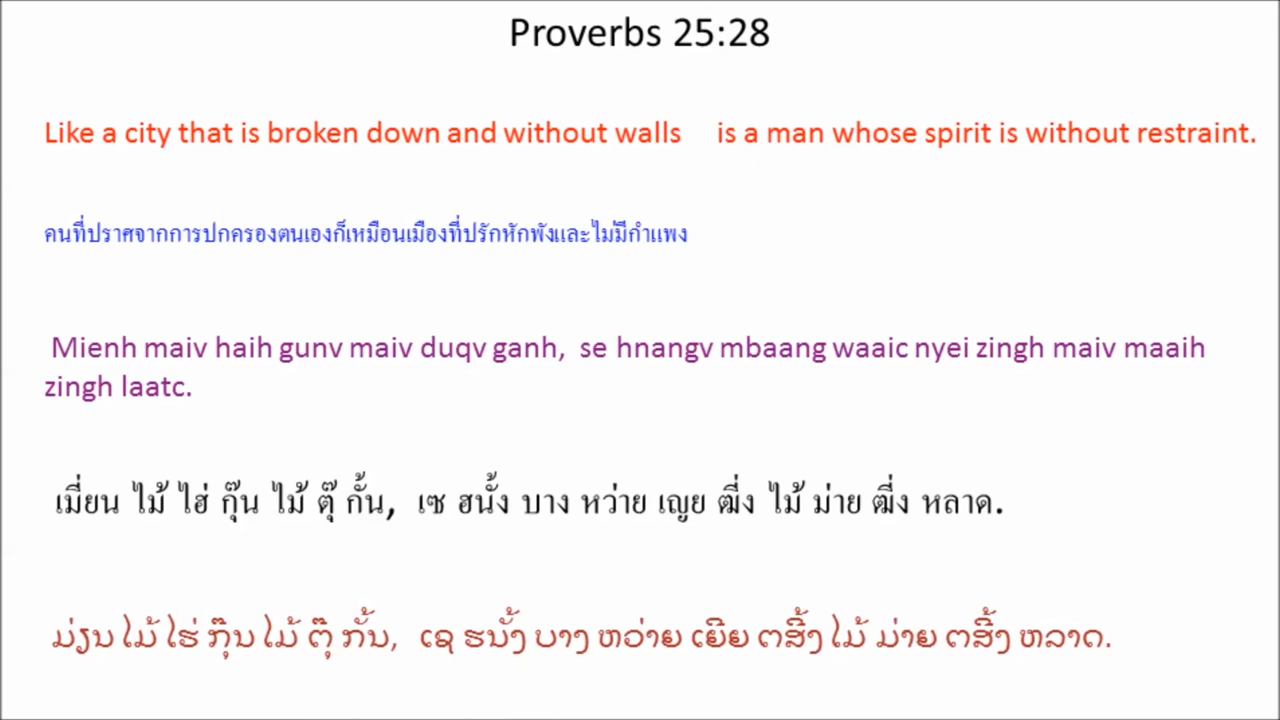 Proverbs 25:28
Like a city that is broken down and without walls is a man whose spirit is without restraint.
คนที่ปราศจากการปกครองตนเองก็เหมือนเมืองที่ปรักหักพังและไม่มีกำแพง
Mienh maiv haih gunv maiv duqv ganh, se hnangv mbaang waaic nyei zingh maiv maaih
zingh laatc.
เมี่ยน ไม้ ไฮ่ กุ๊น ไม้ ตุ๊ กั้น, เซ ฮนั้ง บาง หว่าย เญย ฒี่ง ไม้ ม่าย ฒี่ง หลาด.
ມ່ຽນ ໄມ້ ໄຮ່ ກຸ໊ນ ໄມ້ ຕຸ໊ ກັ້ນ, ເຊ ຮນັ້ງ ບາງ ຫວ່າຍ ເຍີຍ ຕສີ້ງ ໄມ້ ມ່າຍ ຕສີ້ງ ຫລາດ.